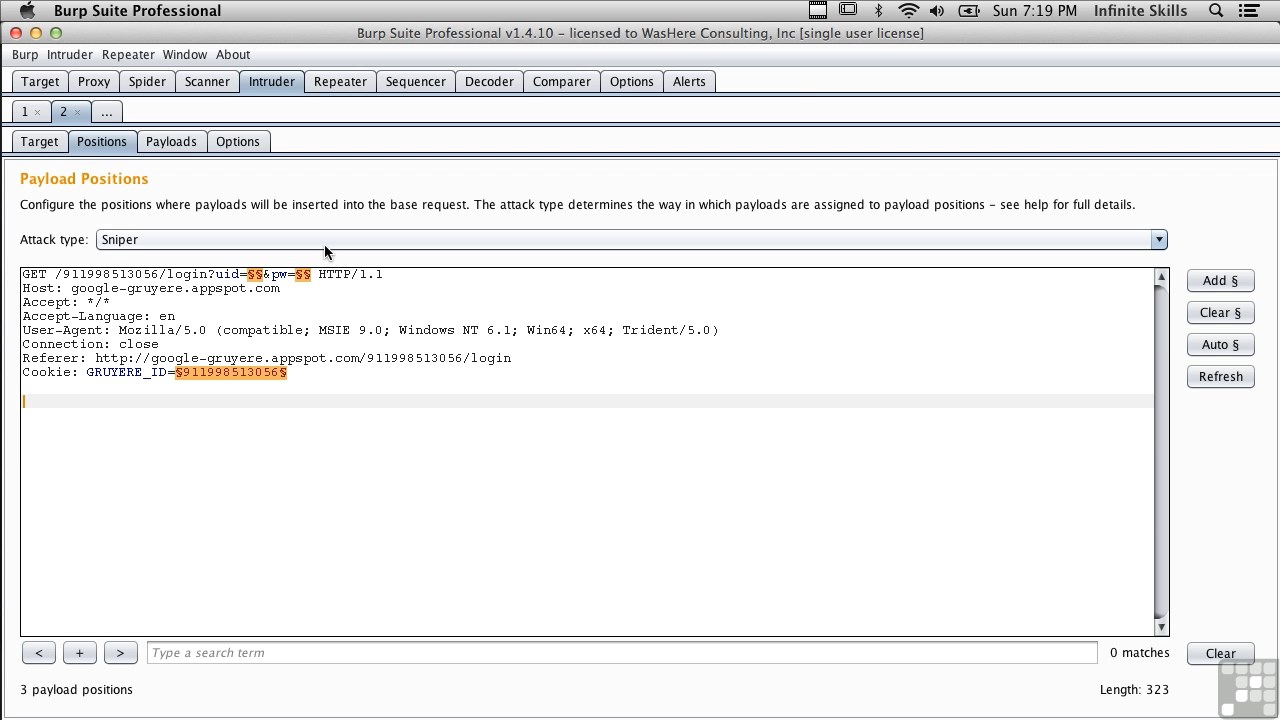 Burp Suite Professional Sun 7:19 PM Infinite Skills
Burp Suite Professional v1.4.10 – licensed to WasHere Consulting, Inc [single user license]
Burp Intruder Repeater Window About
Target Proxy Spider Scanner Intruder Repeater Sequencer Decoder Comparer Options Alerts
1 × 2 × ...
Target Positions Payloads Options
Payload Positions
Configure the positions where payloads will be inserted into the base request. The attack type determines the way in which payloads are assigned to payload positions – see help for full details.
Attack type: Sniper
GET /911998513056/login?uid=§§&pw=§§ HTTP/1.1
Host: google-gruyere.appspot.com
Accept: */*
Accept-Language: en
User-Agent: Mozilla/5.0 (compatible; MSIE 9.0; Windows NT 6.1; Win64; x64; Trident/5.0)
Connection: close
Referer: http://google-gruyere.appspot.com/911998513056/login
Cookie: GRUYERE_ID=§911998513056§
Add §
Clear §
Auto §
Refresh
< + > Type a search term 0 matches Clear
3 payload positions Length: 323